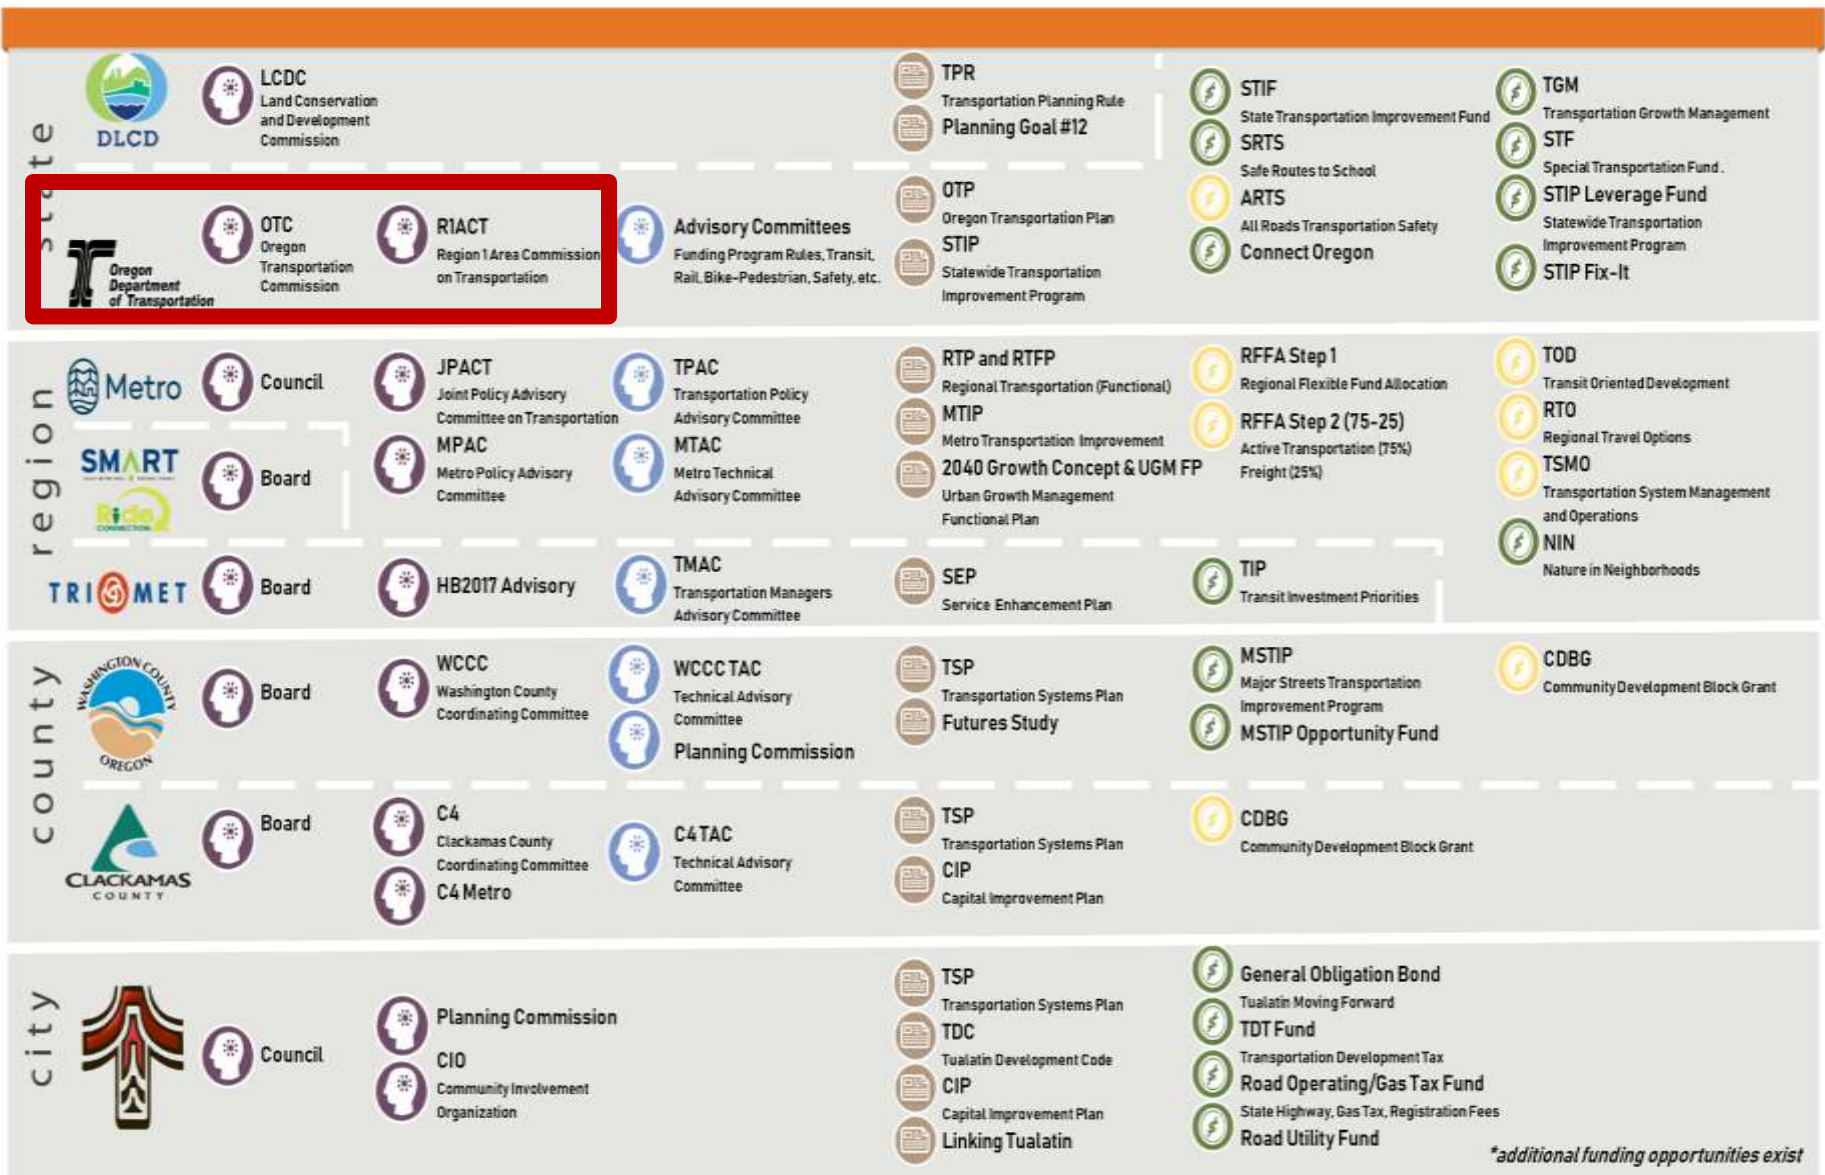 state
DLCD
LCDC
Land Conservation
and Development
Commission
TPR
Transportation Planning Rule
Planning Goal #12
STIF
State Transportation Improvement Fund
SRTS
Safe Routes to School
ARTS
All Roads Transportation Safety
Connect Oregon
TGM
Transportation Growth Management
STF
Special Transportation Fund.
STIP Leverage Fund
Statewide Transportation
Improvement Program
STIP Fix-It
Oregon
Department
of Transportation
OTC
Oregon
Transportation
Commission
R1ACT
Region 1 Area Commission
on Transportation
Advisory Committees
Funding Program Rules, Transit,
Rail, Bike-Pedestrian, Safety, etc.
OTP
Oregon Transportation Plan
STIP
Statewide Transportation
Improvement Program
region
Metro
Council
JPACT
Joint Policy Advisory
Committee on Transportation
MPAC
Metro Policy Advisory
Committee
TPAC
Transportation Policy
Advisory Committee
MTAC
Metro Technical
Advisory Committee
RTP and RTFP
Regional Transportation (Functional)
MTIP
Metro Transportation Improvement
2040 Growth Concept & UGM FP
Urban Growth Management
Functional Plan
RFFA Step 1
Regional Flexible Fund Allocation
RFFA Step 2 (75-25)
Active Transportation (75%)
Freight (25%)
TOD
Transit Oriented Development
RTO
Regional Travel Options
TSMO
Transportation System Management
and Operations
NIN
Nature in Neighborhoods
SMART
Ride
CONNECTION
Board
TRIMET
Board
HB2017 Advisory
TMAC
Transportation Managers
Advisory Committee
SEP
Service Enhancement Plan
TIP
Transit Investment Priorities
county
WASHINGTON COUNTY
OREGON
Board
WCCC
Washington County
Coordinating Committee
WCCC TAC
Technical Advisory
Committee
Planning Commission
TSP
Transportation Systems Plan
Futures Study
MSTIP
Major Streets Transportation
Improvement Program
MSTIP Opportunity Fund
CDBG
Community Development Block Grant
CLACKAMAS
COUNTY
Board
C4
Clackamas County
Coordinating Committee
C4 Metro
C4 TAC
Technical Advisory
Committee
TSP
Transportation Systems Plan
CIP
Capital Improvement Plan
CDBG
Community Development Block Grant
city
Council
Planning Commission
CIO
Community Involvement
Organization
TSP
Transportation Systems Plan
TDC
Tualatin Development Code
CIP
Capital Improvement Plan
Linking Tualatin
General Obligation Bond
Tualatin Moving Forward
TDT Fund
Transportation Development Tax
Road Operating/Gas Tax Fund
State Highway, Gas Tax, Registration Fees
Road Utility Fund
*additional funding opportunities exist